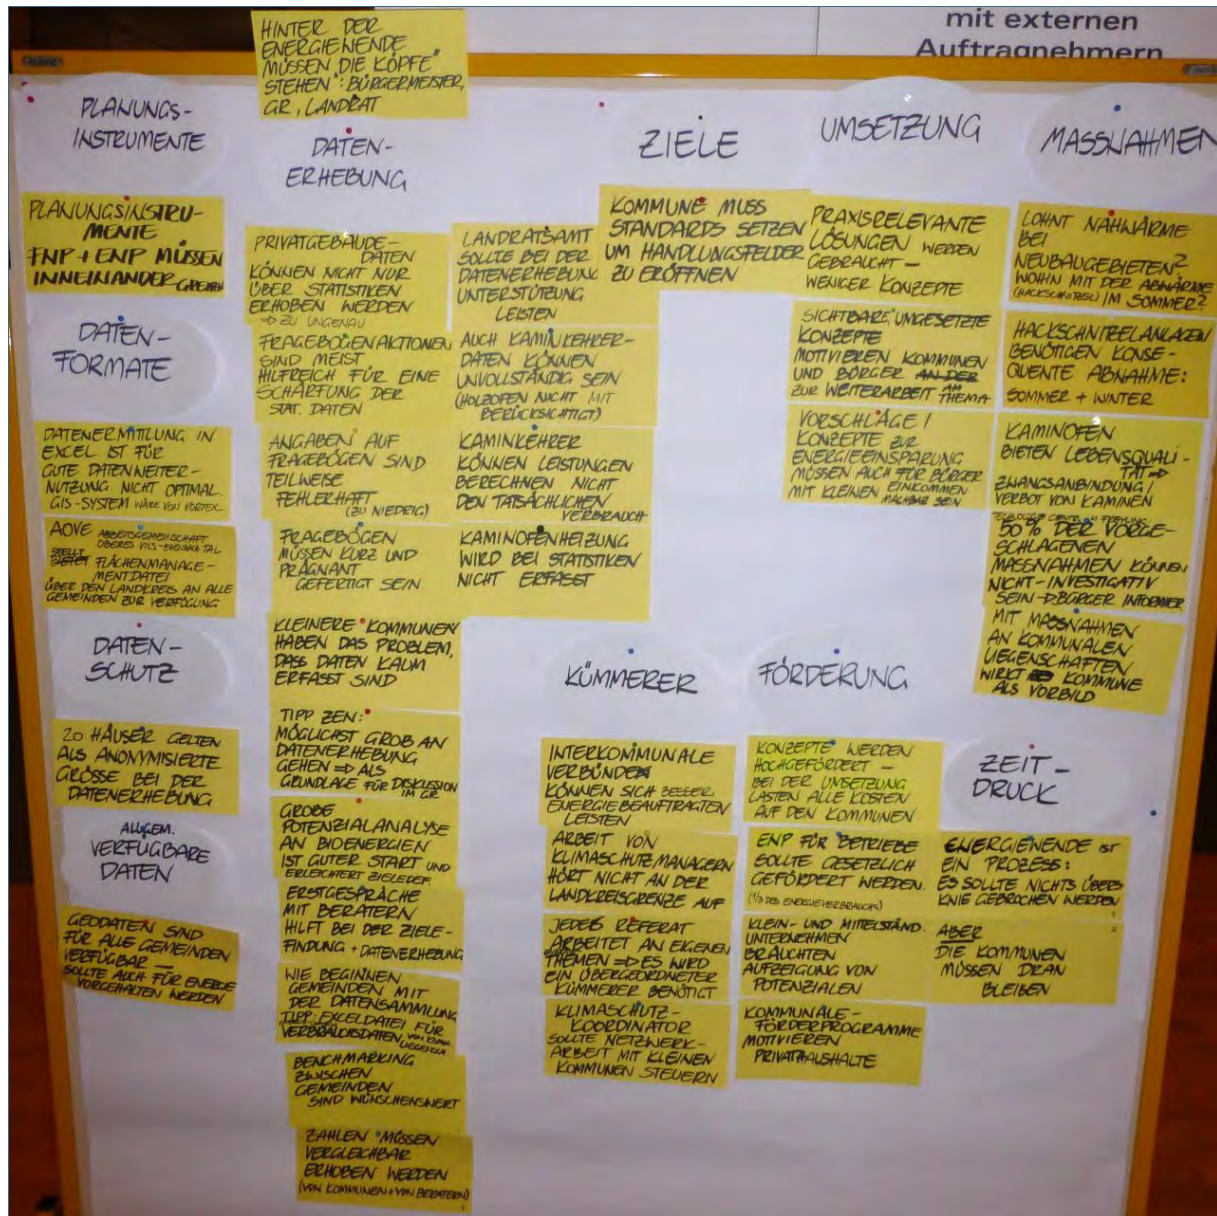 mit externen
Auftragnehmern
HINTER DER
ENERGIEWENDE
MÜSSEN "DIE KÖPFE"
STEHEN": BÜRGERMEISTER,
GR, LANDRAT
PLANUNGS-
INSTRUMENTE
PLANUNGSINSTRU-
MENTE
FNP + ENP MÜSSEN
INNEINANDER GREIFEN
DATEN-
FORMATE
DATENERMITTLUNG IN
EXCEL IST FÜR
GUTE DATENWEITER-
NUTZUNG NICHT OPTIMAL.
GIS-SYSTEM WÄRE VON VORTEIL
AOVE ARBEITSGEMEINSCHAFT
OBERES VILS-EHENBACHTAL
STELLT
BIETET FLÄCHENMANAGE-
MENTDATEI
ÜBER DEN LANDKREIS AN ALLE
GEMEINDEN ZUR VERFÜGUNG
DATEN-
SCHUTZ
20 HÄUSER GELTEN
ALS ANONYMISIERTE
GRÖSSE BEI DER
DATENERHEBUNG
ALLGEM.
VERFÜGBARE
DATEN
GEODATEN SIND
FÜR ALLE GEMEINDEN
VERFÜGBAR —
SOLLTE AUCH FÜR ENERGIE
VORGEHALTEN WERDEN
DATEN-
ERHEBUNG
PRIVATGEBÄUDE-
DATEN
KÖNNEN NICHT NUR
ÜBER STATISTIKEN
ERHOBEN WERDEN
⇒ ZU UNGENAU
FRAGEBOGENAKTIONEN
SIND MEIST
HILFREICH FÜR EINE
SCHÄRFUNG DER
STAT. DATEN
ANGABEN AUF
FRAGEBÖGEN SIND
TEILWEISE
FEHLERHAFT
(ZU NIEDRIG)
FRAGEBÖGEN
MÜSSEN KURZ UND
PRÄGNANT
GEFERTIGT SEIN
KLEINERE KOMMUNEN
HABEN DAS PROBLEM,
DASS DATEN KAUM
ERFASST SIND
TIPP ZEN:
MÖGLICHST GROB AN
DATENERHEBUNG
GEHEN ⇒ ALS
GRUNDLAGE FÜR DISKUSSION
IM GR
GROBE
POTENZIALANALYSE
AN BIOENERGIEN
IST GUTER START UND
ERLEICHTERT ZIELEDEF
ERSTGESPRÄCHE
MIT BERATERN
HILFT BEI DER ZIELE-
FINDUNG + DATENERHEBUNG
WIE BEGINNEN
GEMEINDEN MIT
DER DATENSAMMLUNG
TIPP: EXCELDATEI FÜR
VERBRAUCHSDATEN VON KOMM.
BENCHMARKING
ZWISCHEN
GEMEINDEN
SIND WÜNSCHENSWERT
ZAHLEN MÜSSEN
VERGLEICHBAR
ERHOBEN WERDEN
(VON KOMMUNEN + VON BERATERN)
LANDRATSAMT
SOLLTE BEI DER
DATENERHEBUNG
UNTERSTÜTZUNG
LEISTEN
AUCH KAMINKEHRER-
DATEN KÖNNEN
UNVOLLSTÄNDIG SEIN
(HOLZOFEN NICHT MIT
BERÜCKSICHTIGT)
KAMINKEHRER
KÖNNEN LEISTUNGEN
BERECHNEN NICHT
DEN TATSÄCHLICHEN
VERBRAUCH
KAMINOFENHEIZUNG
WIRD BEI STATISTIKEN
NICHT ERFASST
ZIELE
KOMMUNE MUSS
STANDARDS SETZEN
UM HANDLUNGSFELDER
ZU ERÖFFNEN
UMSETZUNG
PRAXISRELEVANTE
LÖSUNGEN WERDEN
GEBRAUCHT —
WENIGER KONZEPTE
SICHTBARE, UMGESETZTE
KONZEPTE
MOTIVIEREN KOMMUNEN
UND BÜRGER AN DER
ZUR WEITERARBEIT AM
THEMA
VORSCHLÄGE /
KONZEPTE ZUR
ENERGIEEINSPARUNG
MÜSSEN AUCH FÜR BÜRGER
MIT KLEINEN EINKOMMEN
MACHBAR SEIN
MASSNAHMEN
LOHNT NAHWÄRME
BEI
NEUBAUGEBIETEN?
WOHIN MIT DER ABWÄRME
(HACKSCHNITZEL) IM SOMMER?
HACKSCHNITZELANLAGEN
BENÖTIGEN KONSE-
QUENTE ABNAHME:
SOMMER + WINTER
KAMINOFEN
BIETEN LEBENSQUALI-
TÄT ⇒
ZWANGSANBINDUNG /
VERBOT VON KAMINEN
50% DER VORGE-
SCHLAGENEN
MASSNAHMEN KÖNNEN
NICHT-INVESTIGATIV
SEIN → BÜRGER INFORMIER
MIT MASSNAHMEN
AN KOMMUNALEN
LIEGENSCHAFTEN
WIRKT KOMMUNE
ALS VORBILD
KÜMMERER
INTERKOMMUNALE
VERBÜNDE
KÖNNEN SICH BESSER
ENERGIEBEAUFTRAGTEN
LEISTEN
ARBEIT VON
KLIMASCHUTZMANAGERN
HÖRT NICHT AN DER
LANDKREISGRENZE AUF
JEDES REFERAT
ARBEITET AN EIGENEN
THEMEN ⇒ ES WIRD
EIN ÜBERGEORDNETER
KÜMMERER BENÖTIGT
KLIMASCHUTZ-
KOORDINATOR
SOLLTE NETZWERK-
ARBEIT MIT KLEINEN
KOMMUNEN STEUERN
FÖRDERUNG
KONZEPTE WERDEN
HOCHGEFÖRDERT —
BEI DER UMSETZUNG
LASTEN ALLE KOSTEN
AUF DEN KOMMUNEN
ENP FÜR BETRIEBE
SOLLTE GESETZLICH
GEFÖRDERT WERDEN.
(1/3 DES ENERGIEVERBRAUCHS)
KLEIN- UND MITTELSTÄND.
UNTERNEHMEN
BRÄUCHTEN
AUFZEIGUNG VON
POTENZIALEN
KOMMUNALE
FÖRDERPROGRAMME
MOTIVIEREN
PRIVATHAUSHALTE
ZEIT-
DRUCK
ENERGIEWENDE IST
EIN PROZESS:
ES SOLLTE NICHTS ÜBERS
KNIE GEBROCHEN WERDEN
1
ABER
DIE KOMMUNEN
MÜSSEN DRAN
BLEIBEN
2